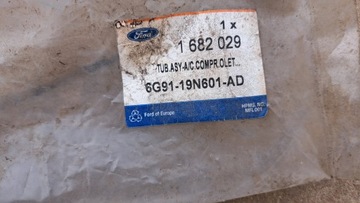 Ford
1 x
1 682 029
TUB.ASY-A/C.COMPR.OLET...
6G91-19N601-AD
Ford of Europe